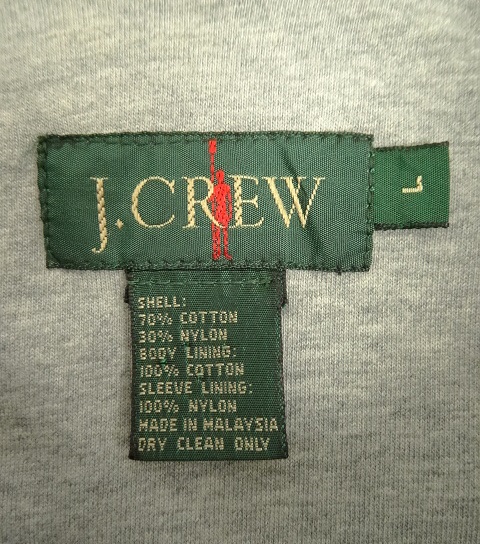 J.CREW
L
SHELL:
70% COTTON
30% NYLON
BODY LINING:
100% COTTON
SLEEVE LINING:
100% NYLON
MADE IN MALAYSIA
DRY CLEAN ONLY